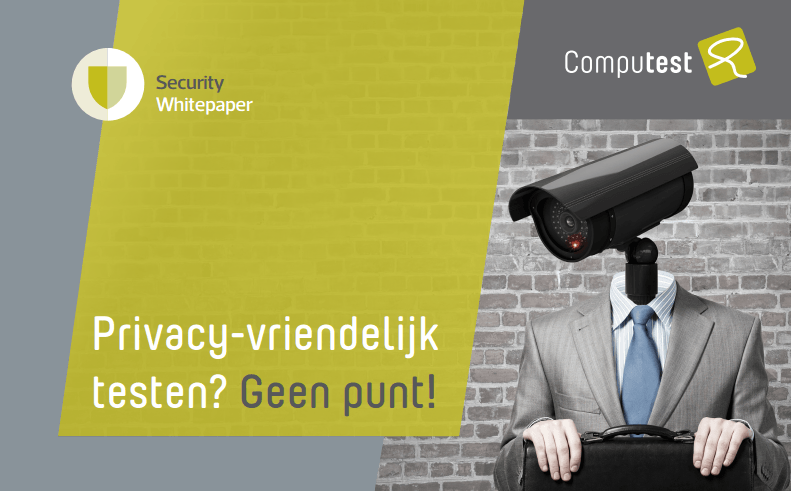 Security
Whitepaper
Computest
Privacy-vriendelijk
testen? Geen punt!